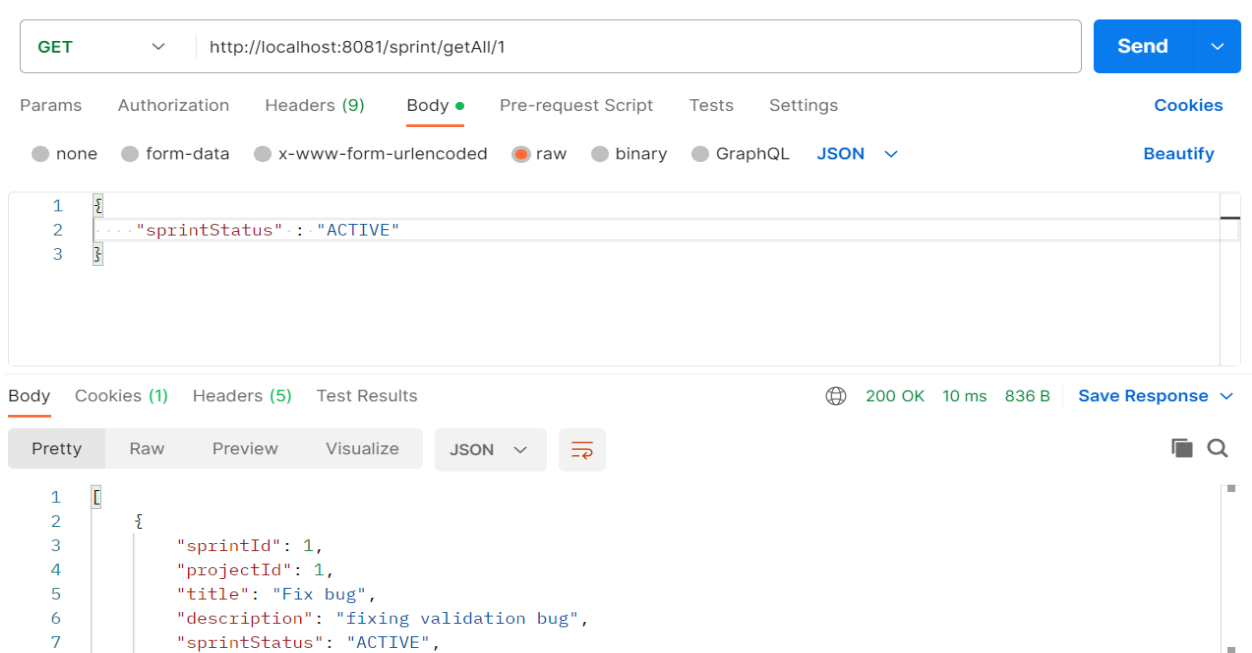 GET http://localhost:8081/sprint/getAll/1 Send
Params Authorization Headers (9) Body Pre-request Script Tests Settings Cookies
none form-data x-www-form-urlencoded raw binary GraphQL JSON Beautify
1 {
2 "sprintStatus" : "ACTIVE"
3 }
Body Cookies (1) Headers (5) Test Results 200 OK 10 ms 836 B Save Response
Pretty Raw Preview Visualize JSON
1 [
2 {
3 "sprintId": 1,
4 "projectId": 1,
5 "title": "Fix bug",
6 "description": "fixing validation bug",
7 "sprintStatus": "ACTIVE",